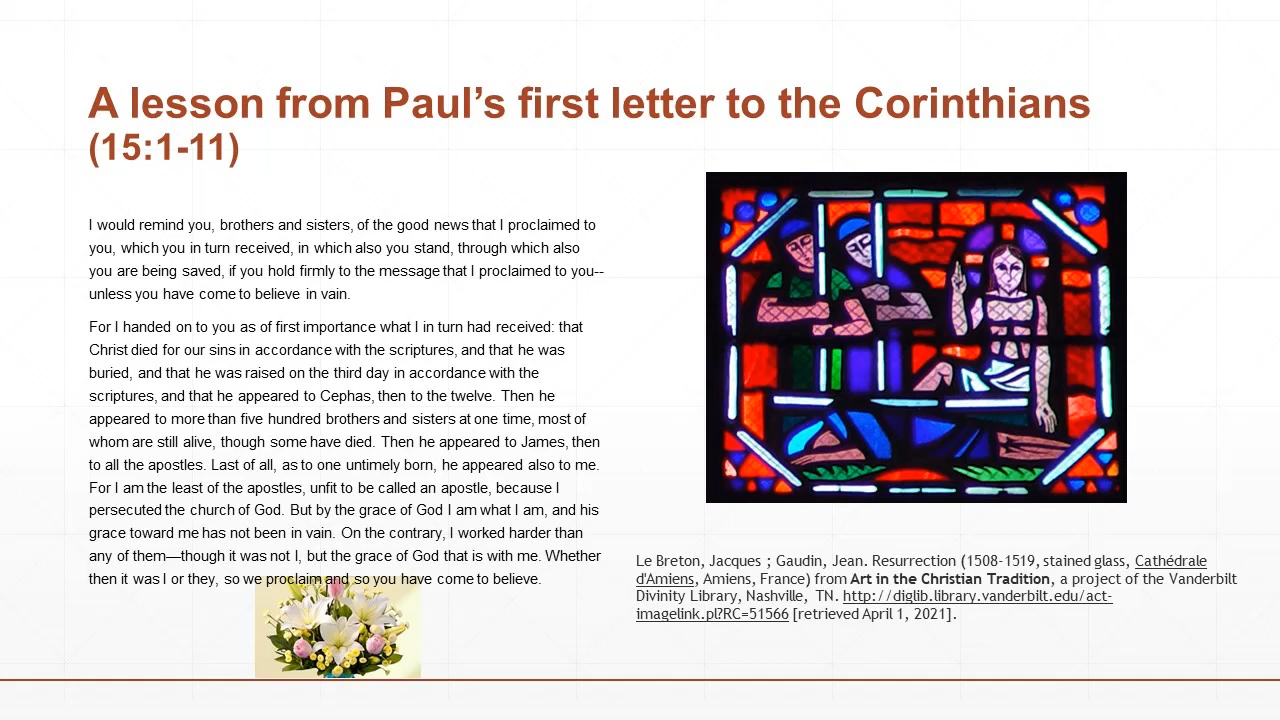 A lesson from Paul’s first letter to the Corinthians
(15:1-11)
I would remind you, brothers and sisters, of the good news that I proclaimed to
you, which you in turn received, in which also you stand, through which also
you are being saved, if you hold firmly to the message that I proclaimed to you--
unless you have come to believe in vain.
For I handed on to you as of first importance what I in turn had received: that
Christ died for our sins in accordance with the scriptures, and that he was
buried, and that he was raised on the third day in accordance with the
scriptures, and that he appeared to Cephas, then to the twelve. Then he
appeared to more than five hundred brothers and sisters at one time, most of
whom are still alive, though some have died. Then he appeared to James, then
to all the apostles. Last of all, as to one untimely born, he appeared also to me.
For I am the least of the apostles, unfit to be called an apostle, because I
persecuted the church of God. But by the grace of God I am what I am, and his
grace toward me has not been in vain. On the contrary, I worked harder than
any of them—though it was not I, but the grace of God that is with me. Whether
then it was I or they, so we proclaim and so you have come to believe.
Le Breton, Jacques ; Gaudin, Jean. Resurrection (1508-1519, stained glass, Cathédrale
d'Amiens, Amiens, France) from Art in the Christian Tradition, a project of the Vanderbilt
Divinity Library, Nashville, TN. http://diglib.library.vanderbilt.edu/act-
imagelink.pl?RC=51566 [retrieved April 1, 2021].